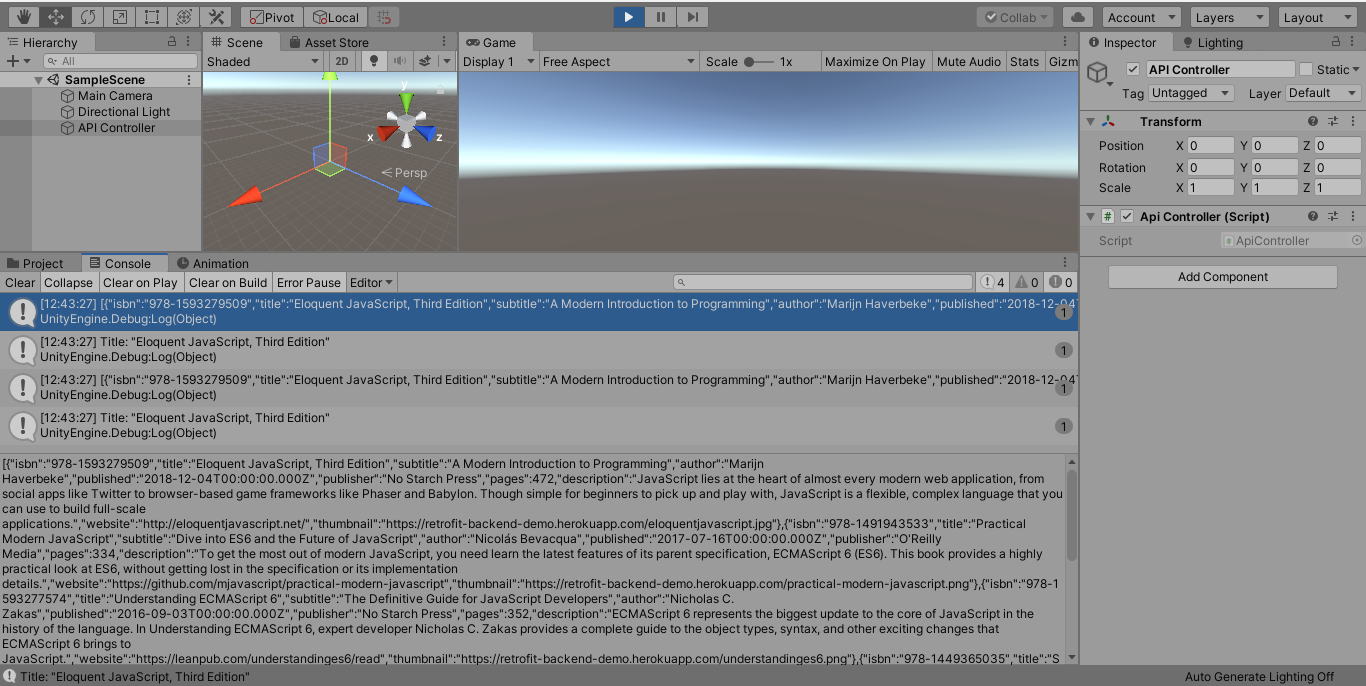 Pivot Local Collab Account Layers Layout
Hierarchy Scene Asset Store Game Inspector Lighting
All Shaded 2D Display 1 Free Aspect Scale 1x Maximize On Play Mute Audio Stats Gizm
API Controller Static
Tag Untagged Layer Default
SampleScene
Main Camera
Directional Light
API Controller
y
x z
Persp
Transform
Position X 0 Y 0 Z 0
Rotation X 0 Y 0 Z 0
Scale X 1 Y 1 Z 1
# Api Controller (Script)
Script ApiController
Add Component
Project Console Animation
Clear Collapse Clear on Play Clear on Build Error Pause Editor 4 0 0
[12:43:27] [{"isbn":"978-1593279509","title":"Eloquent JavaScript, Third Edition","subtitle":"A Modern Introduction to Programming","author":"Marijn Haverbeke","published":"2018-12-04T
UnityEngine.Debug:Log(Object) 1
[12:43:27] Title: "Eloquent JavaScript, Third Edition"
UnityEngine.Debug:Log(Object) 1
[12:43:27] [{"isbn":"978-1593279509","title":"Eloquent JavaScript, Third Edition","subtitle":"A Modern Introduction to Programming","author":"Marijn Haverbeke","published":"2018-12-04T
UnityEngine.Debug:Log(Object) 1
[12:43:27] Title: "Eloquent JavaScript, Third Edition"
UnityEngine.Debug:Log(Object) 1
[{"isbn":"978-1593279509","title":"Eloquent JavaScript, Third Edition","subtitle":"A Modern Introduction to Programming","author":"Marijn
Haverbeke","published":"2018-12-04T00:00:00.000Z","publisher":"No Starch Press","pages":472,"description":"JavaScript lies at the heart of almost every modern web application, from
social apps like Twitter to browser-based game frameworks like Phaser and Babylon. Though simple for beginners to pick up and play with, JavaScript is a flexible, complex language that you
can use to build full-scale
applications.","website":"http://eloquentjavascript.net/","thumbnail":"https://retrofit-backend-demo.herokuapp.com/eloquentjavascript.jpg"},{"isbn":"978-1491943533","title":"Practical
Modern JavaScript","subtitle":"Dive into ES6 and the Future of JavaScript","author":"Nicolás Bevacqua","published":"2017-07-16T00:00:00.000Z","publisher":"O'Reilly
Media","pages":334,"description":"To get the most out of modern JavaScript, you need learn the latest features of its parent specification, ECMAScript 6 (ES6). This book provides a highly
practical look at ES6, without getting lost in the specification or its implementation
details.","website":"https://github.com/mjavascript/practical-modern-javascript","thumbnail":"https://retrofit-backend-demo.herokuapp.com/practical-modern-javascript.png"},{"isbn":"978-1
593277574","title":"Understanding ECMAScript 6","subtitle":"The Definitive Guide for JavaScript Developers","author":"Nicholas C.
Zakas","published":"2016-09-03T00:00:00.000Z","publisher":"No Starch Press","pages":352,"description":"ECMAScript 6 represents the biggest update to the core of JavaScript in the
history of the language. In Understanding ECMAScript 6, expert developer Nicholas C. Zakas provides a complete guide to the object types, syntax, and other exciting changes that
ECMAScript 6 brings to
JavaScript.","website":"https://leanpub.com/understandinges6/read","thumbnail":"https://retrofit-backend-demo.herokuapp.com/understandinges6.png"},{"isbn":"978-1449365035","title":"S
Title: "Eloquent JavaScript, Third Edition" Auto Generate Lighting Off